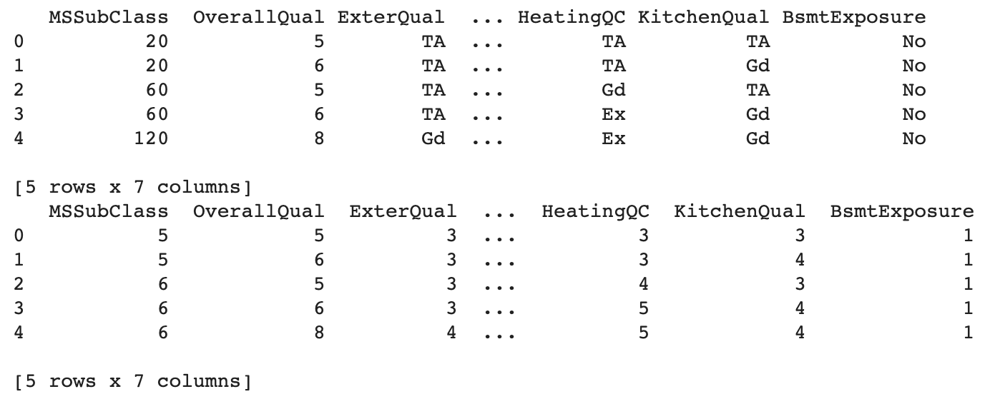 MSSubClass  OverallQual ExterQual  ... HeatingQC KitchenQual BsmtExposure
0          20            5        TA  ...        TA          TA           No
1          20            6        TA  ...        TA          Gd           No
2          60            5        TA  ...        Gd          TA           No
3          60            6        TA  ...        Ex          Gd           No
4         120            8        Gd  ...        Ex          Gd           No
[5 rows x 7 columns]
   MSSubClass  OverallQual  ExterQual  ...  HeatingQC  KitchenQual  BsmtExposure
0           5            5          3  ...          3            3             1
1           5            6          3  ...          3            4             1
2           6            5          3  ...          4            3             1
3           6            6          3  ...          5            4             1
4           6            8          4  ...          5            4             1
[5 rows x 7 columns]